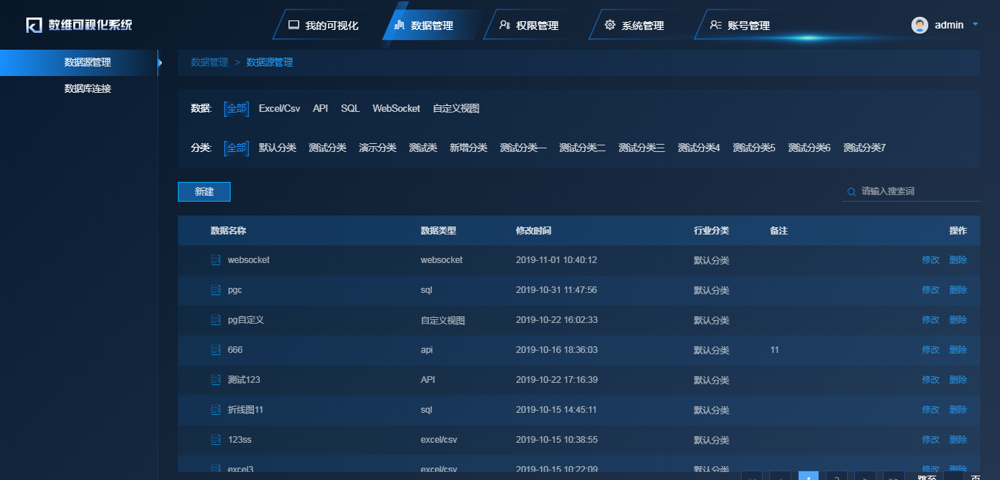 数维可视化系统 我的可视化 数据管理 权限管理 系统管理 账号管理 admin
数据源管理
数据库连接
数据管理 > 数据源管理
数据: [全部] Excel/Csv API SQL WebSocket 自定义视图
分类: [全部] 默认分类 测试分类 演示分类 测试类 新增分类 测试分类一 测试分类二 测试分类三 测试分类4 测试分类5 测试分类6 测试分类7
新建 请输入搜索词
数据名称 数据类型 修改时间 行业分类 备注 操作
websocket websocket 2019-11-01 10:40:12 默认分类 修改 删除
pgc sql 2019-10-31 11:47:56 默认分类 修改 删除
pg自定义 自定义视图 2019-10-22 16:02:33 默认分类 修改 删除
666 api 2019-10-16 18:36:03 默认分类 11 修改 删除
测试123 API 2019-10-22 17:16:39 默认分类 修改 删除
折线图11 sql 2019-10-15 14:45:11 默认分类 修改 删除
123ss excel/csv 2019-10-15 10:38:55 默认分类 修改 删除
excel3 excel/csv 2019-10-15 10:22:09 默认分类 修改 删除
<< < 1 2 > >> 跳至 页